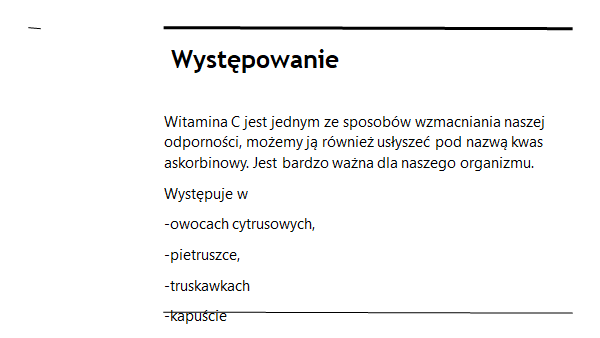 Występowanie
Witamina C jest jednym ze sposobów wzmacniania naszej
odporności, możemy ją również usłyszeć pod nazwą kwas
askorbinowy. Jest bardzo ważna dla naszego organizmu.
Występuje w
-owocach cytrusowych,
-pietruszce,
-truskawkach
-kapuście